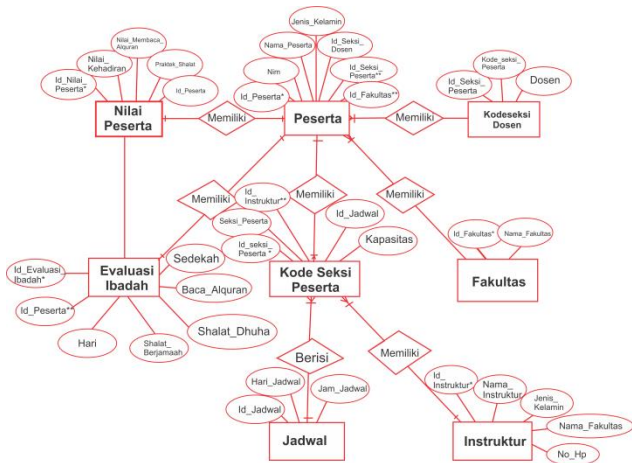 Jenis_Kelamin
Nilai_Membaca_
Alquran
Nama_Peserta
Id_Seksi_
Dosen
Kode_seksi_
Peserta
Nilai_
Kehadiran
Praktek_Shalat
Nim
Id_Seksi_
Peserta**
Id_Seksi_
Peserta
Dosen
Id_Nilai_
Peserta*
Id_Peserta
Id_Peserta*
Id_Fakultas**
Nilai
Peserta
Memiliki
Peserta
Memiliki
Kodeseksi
Dosen
Memiliki
Id_
Instruktur**
Memiliki
Memiliki
Seksi_Peserta
Id_Jadwal
Id_seksi_
Peserta *
Kapasitas
Id_Fakultas*
Nama_Fakultas
Id_Evaluasi
Ibadah*
Evaluasi
Ibadah
Sedekah
Kode Seksi
Peserta
Fakultas
Baca_Alquran
Id_Peserta**
Hari
Shalat_
Berjamaah
Shalat_Dhuha
Berisi
Memiliki
Hari_Jadwal
Jam_Jadwal
Id_Jadwal
Id_
Instruktur*
Nama_
Instruktur
Jenis_
Kelamin
Nama_Fakultas
Jadwal
Instruktur
No_Hp